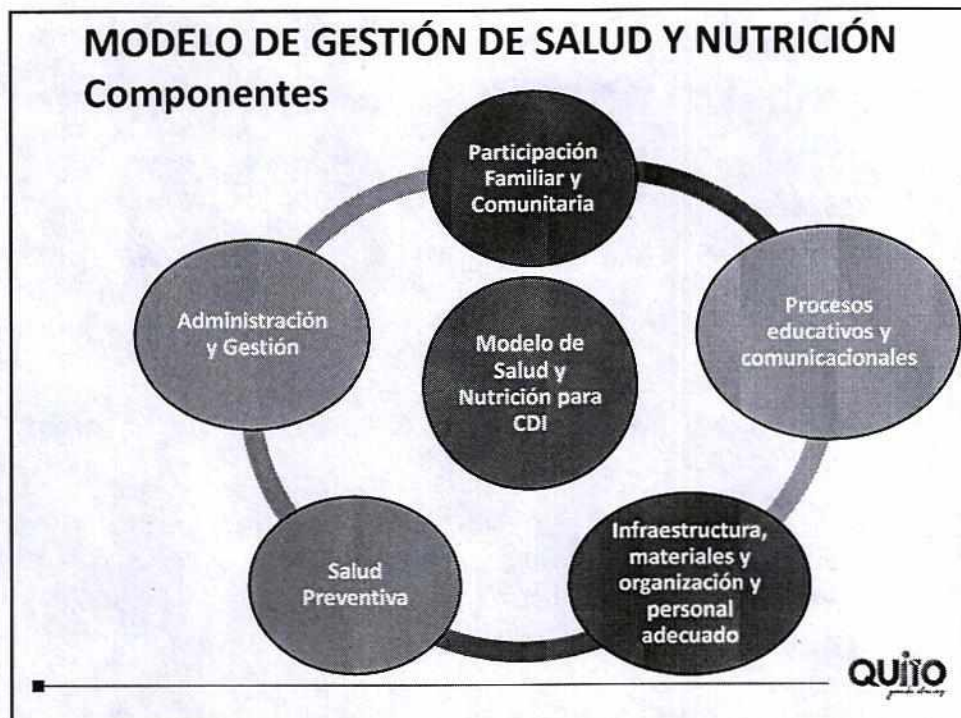 MODELO DE GESTIÓN DE SALUD Y NUTRICIÓN
Componentes
Participación
Familiar y
Comunitaria
Procesos
educativos y
comunicacionales
Infraestructura,
materiales y
organización y
personal
adecuado
Salud
Preventiva
Administración
y Gestión
Modelo de
Salud y
Nutrición para
CDI
QUITO